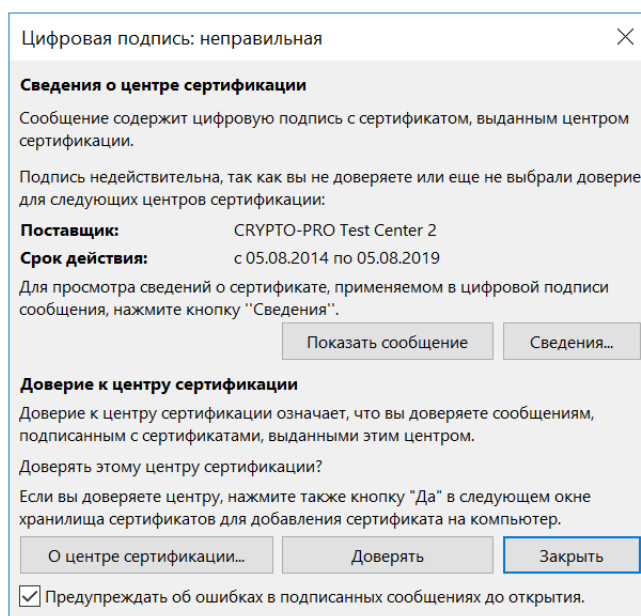 Цифровая подпись: неправильная
Сведения о центре сертификации
Сообщение содержит цифровую подпись с сертификатом, выданным центром
сертификации.
Подпись недействительна, так как вы не доверяете или еще не выбрали доверие
для следующих центров сертификации:
Поставщик: CRYPTO-PRO Test Center 2
Срок действия: с 05.08.2014 по 05.08.2019
Для просмотра сведений о сертификате, применяемом в цифровой подписи
сообщения, нажмите кнопку ''Сведения''.
Показать сообщение Сведения...
Доверие к центру сертификации
Доверие к центру сертификации означает, что вы доверяете сообщениям,
подписанным с сертификатами, выданными этим центром.
Доверять этому центру сертификации?
Если вы доверяете центру, нажмите также кнопку "Да" в следующем окне
хранилища сертификатов для добавления сертификата на компьютер.
О центре сертификации... Доверять Закрыть
Предупреждать об ошибках в подписанных сообщениях до открытия.